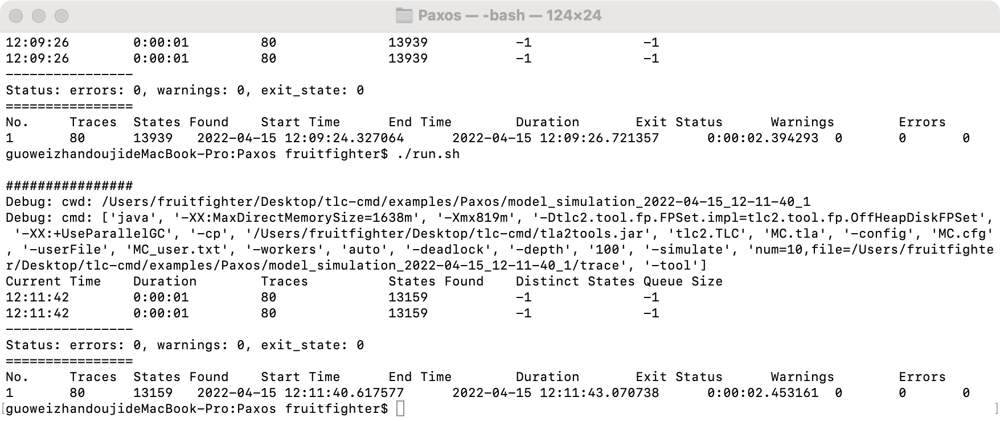 Paxos — -bash — 124×24
12:09:26 0:00:01 80 13939 -1 -1
12:09:26 0:00:01 80 13939 -1 -1
----------------
Status: errors: 0, warnings: 0, exit_state: 0
================
No. Traces States Found Start Time End Time Duration Exit Status Warnings Errors
1 80 13939 2022-04-15 12:09:24.327064 2022-04-15 12:09:26.721357 0:00:02.394293 0 0 0
guoweizhandoujideMacBook-Pro:Paxos fruitfighter$ ./run.sh
################
Debug: cwd: /Users/fruitfighter/Desktop/tlc-cmd/examples/Paxos/model_simulation_2022-04-15_12-11-40_1
Debug: cmd: ['java', '-XX:MaxDirectMemorySize=1638m', '-Xmx819m', '-Dtlc2.tool.fp.FPSet.impl=tlc2.tool.fp.OffHeapDiskFPSet',
'-XX:+UseParallelGC', '-cp', '/Users/fruitfighter/Desktop/tlc-cmd/tla2tools.jar', 'tlc2.TLC', 'MC.tla', '-config', 'MC.cfg'
, '-userFile', 'MC_user.txt', '-workers', 'auto', '-deadlock', '-depth', '100', '-simulate', 'num=10,file=/Users/fruitfighte
r/Desktop/tlc-cmd/examples/Paxos/model_simulation_2022-04-15_12-11-40_1/trace', '-tool']
Current Time Duration Traces States Found Distinct States Queue Size
12:11:42 0:00:01 80 13159 -1 -1
12:11:42 0:00:01 80 13159 -1 -1
----------------
Status: errors: 0, warnings: 0, exit_state: 0
================
No. Traces States Found Start Time End Time Duration Exit Status Warnings Errors
1 80 13159 2022-04-15 12:11:40.617577 2022-04-15 12:11:43.070738 0:00:02.453161 0 0 0
[guoweizhandoujideMacBook-Pro:Paxos fruitfighter$ ]